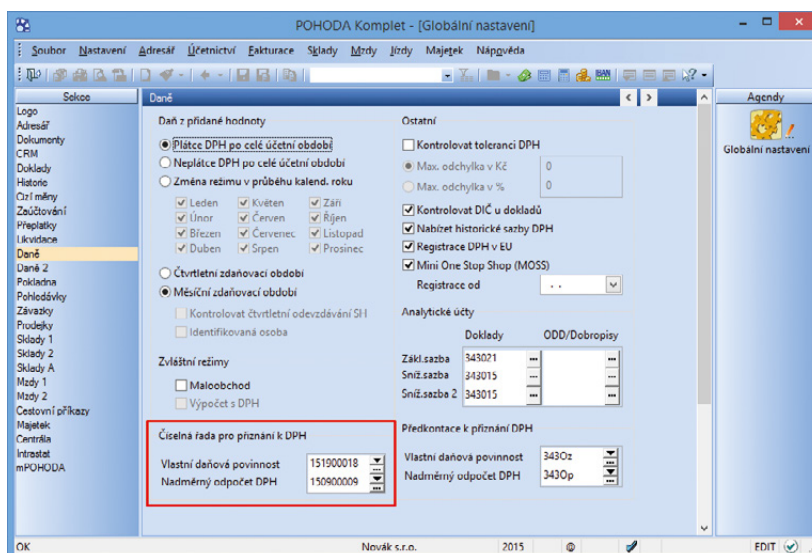 POHODA Komplet - [Globální nastavení]
Soubor Nastavení Adresář Účetnictví Fakturace Sklady Mzdy Jízdy Majetek Nápověda
Sekce
Logo
Adresář
Dokumenty
CRM
Doklady
Historie
Cizí měny
Zaúčtování
Přeplatky
Likvidace
Daně
Daně 2
Pokladna
Pohledávky
Závazky
Prodejky
Sklady 1
Sklady 2
Sklady A
Mzdy 1
Mzdy 2
Cestovní příkazy
Majetek
Centrála
Intrastat
mPOHODA
Daně
Daň z přidané hodnoty
Plátce DPH po celé účetní období
Neplátce DPH po celé účetní období
Změna režimu v průběhu kalend. roku
Leden Květen Září
Únor Červen Říjen
Březen Červenec Listopad
Duben Srpen Prosinec
Čtvrtletní zdaňovací období
Měsíční zdaňovací období
Kontrolovat čtvrtletní odevzdávání SH
Identifikovaná osoba
Zvláštní režimy
Maloobchod
Výpočet s DPH
Číselná řada pro přiznání k DPH
Vlastní daňová povinnost 151900018
Nadměrný odpočet DPH 150900009
Ostatní
Kontrolovat toleranci DPH
Max. odchylka v Kč 0
Max. odchylka v % 0
Kontrolovat DIČ u dokladů
Nabízet historické sazby DPH
Registrace DPH v EU
Mini One Stop Shop (MOSS)
Registrace od . .
Analytické účty
Doklady ODD/Dobropisy
Zákl.sazba 343021
Sníž.sazba 343015
Sníž.sazba 2 343015
Předkontace k přiznání DPH
Vlastní daňová povinnost 343Oz
Nadměrný odpočet DPH 343Op
Agendy
Globální nastavení
OK Novák s.r.o. 2015 @ EDIT